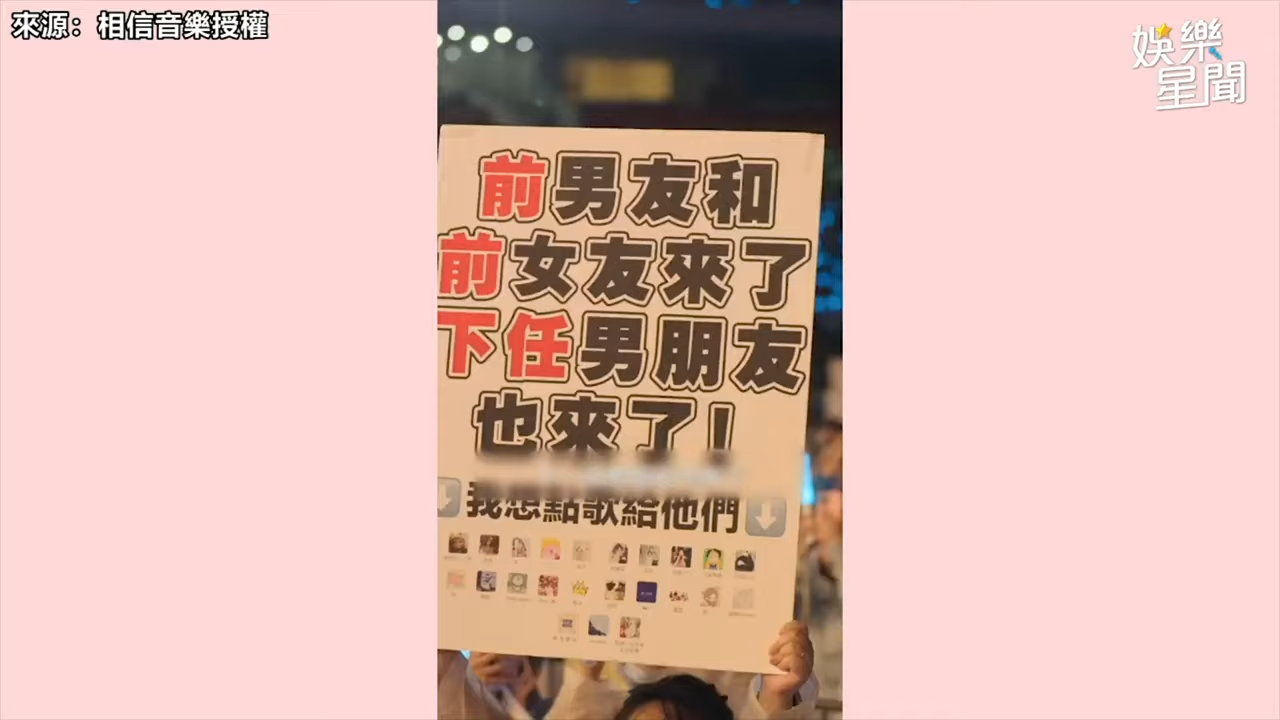 來源：相信音樂授權
娛樂
星聞
前男友和
前女友來了
下任男朋友
也來了！
我想點歌給他們